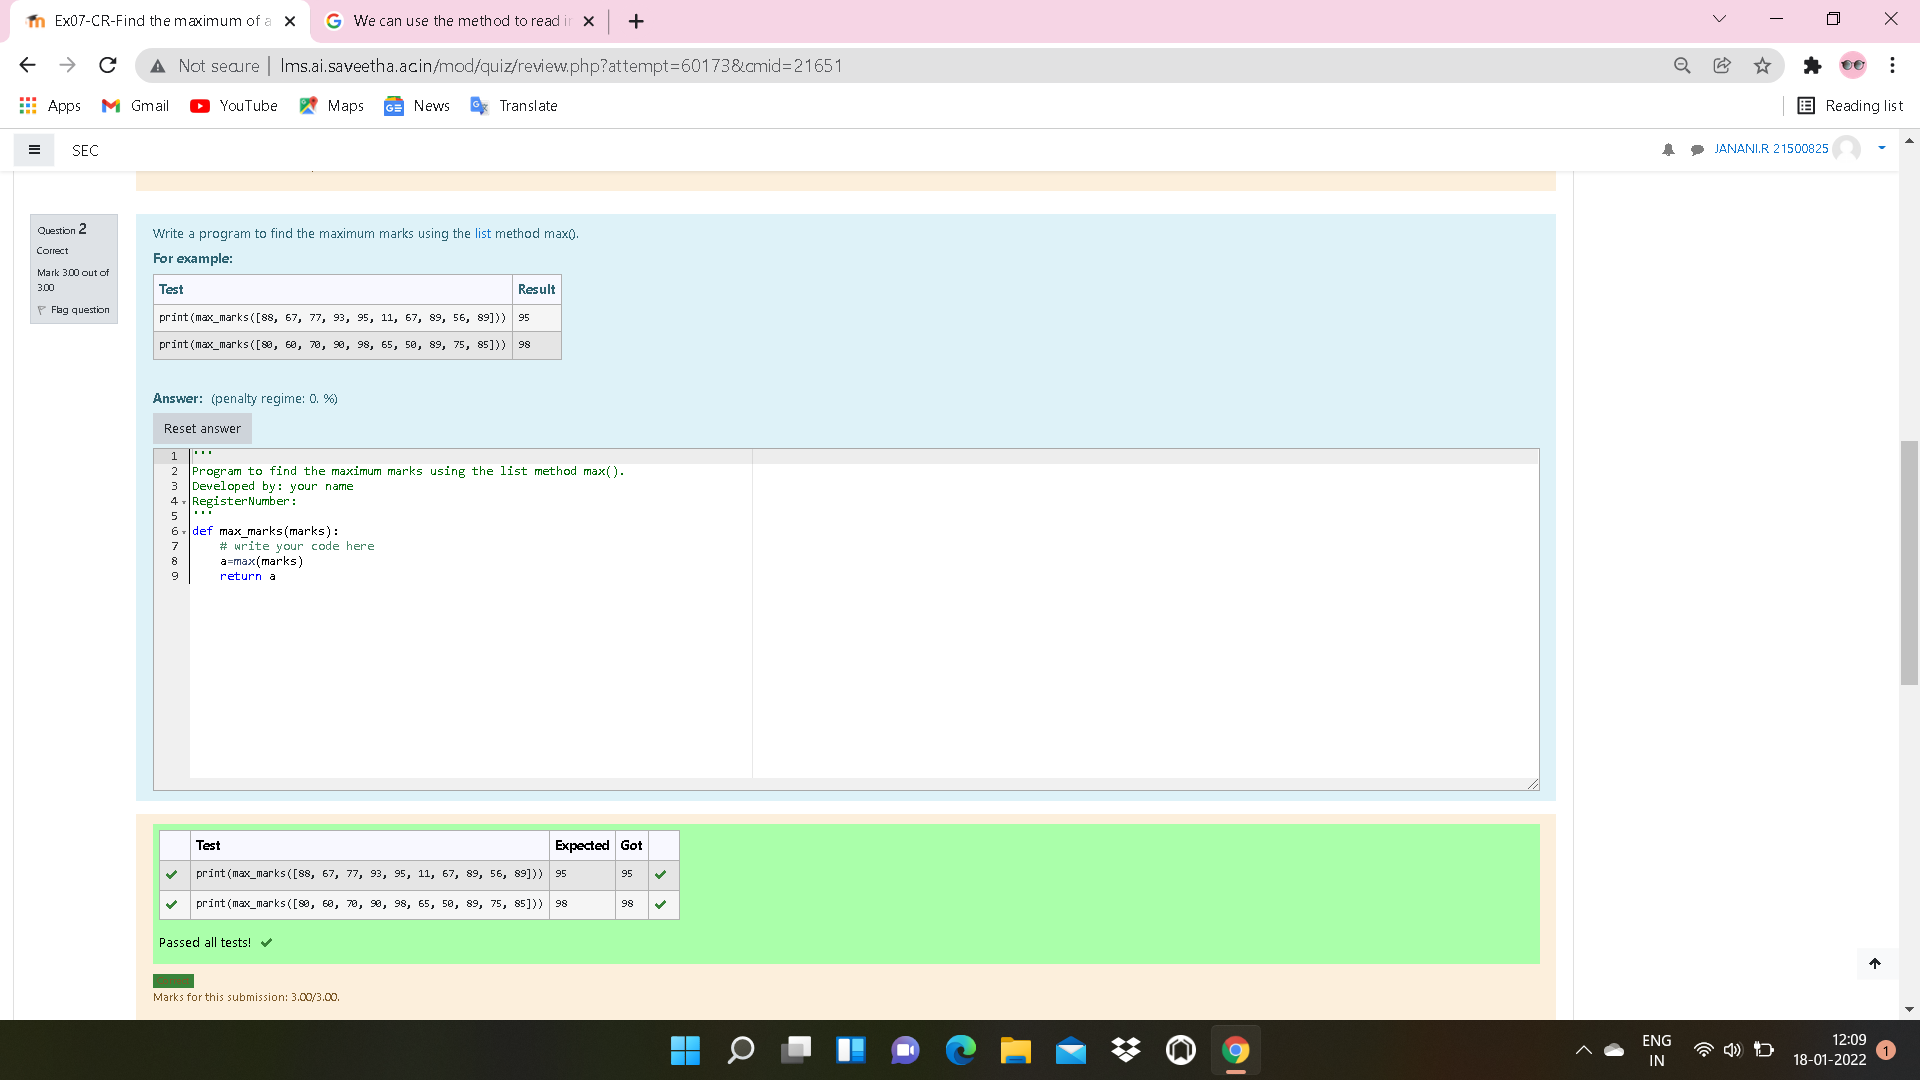 Ex07-CR-Find the maximum of a
We can use the method to read in
Not secure | lms.ai.saveetha.ac.in/mod/quiz/review.php?attempt=60173&cmid=21651
Apps Gmail YouTube Maps News Translate Reading list
SEC JANANI.R 21500825
Question 2
Correct
Mark 3.00 out of
3.00
Flag question
Write a program to find the maximum marks using the list method max().
For example:
Test Result
print(max_marks([88, 67, 77, 93, 95, 11, 67, 89, 56, 89])) 95
print(max_marks([80, 60, 70, 90, 98, 65, 50, 89, 75, 85])) 98
Answer: (penalty regime: 0. %)
Reset answer
1 '''
2 Program to find the maximum marks using the list method max().
3 Developed by: your name
4 RegisterNumber:
5 '''
6 def max_marks(marks):
7 # write your code here
8 a=max(marks)
9 return a
Test Expected Got
print(max_marks([88, 67, 77, 93, 95, 11, 67, 89, 56, 89])) 95 95
print(max_marks([80, 60, 70, 90, 98, 65, 50, 89, 75, 85])) 98 98
Passed all tests!
Marks for this submission: 3.00/3.00.
ENG
IN
12:09
18-01-2022
1